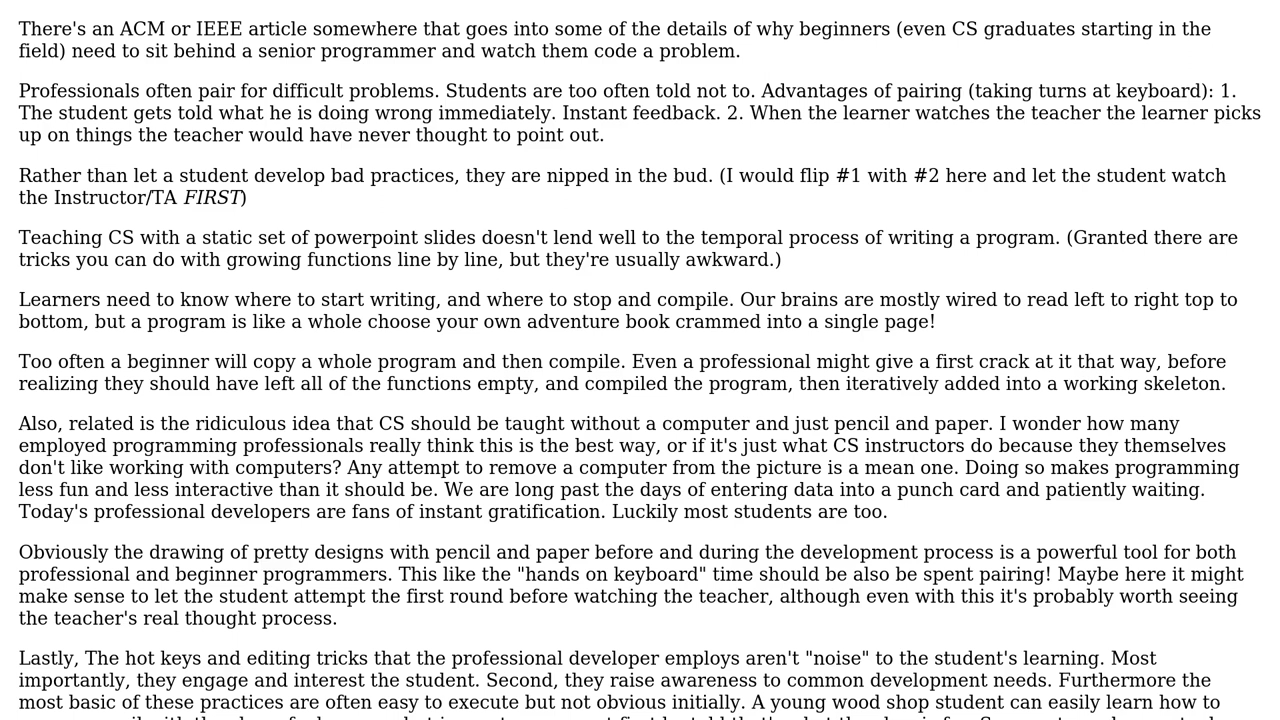 There's an ACM or IEEE article somewhere that goes into some of the details of why beginners (even CS graduates starting in the
field) need to sit behind a senior programmer and watch them code a problem.
Professionals often pair for difficult problems. Students are too often told not to. Advantages of pairing (taking turns at keyboard): 1.
The student gets told what he is doing wrong immediately. Instant feedback. 2. When the learner watches the teacher the learner picks
up on things the teacher would have never thought to point out.
Rather than let a student develop bad practices, they are nipped in the bud. (I would flip #1 with #2 here and let the student watch
the Instructor/TA FIRST)
Teaching CS with a static set of powerpoint slides doesn't lend well to the temporal process of writing a program. (Granted there are
tricks you can do with growing functions line by line, but they're usually awkward.)
Learners need to know where to start writing, and where to stop and compile. Our brains are mostly wired to read left to right top to
bottom, but a program is like a whole choose your own adventure book crammed into a single page!
Too often a beginner will copy a whole program and then compile. Even a professional might give a first crack at it that way, before
realizing they should have left all of the functions empty, and compiled the program, then iteratively added into a working skeleton.
Also, related is the ridiculous idea that CS should be taught without a computer and just pencil and paper. I wonder how many
employed programming professionals really think this is the best way, or if it's just what CS instructors do because they themselves
don't like working with computers? Any attempt to remove a computer from the picture is a mean one. Doing so makes programming
less fun and less interactive than it should be. We are long past the days of entering data into a punch card and patiently waiting.
Today's professional developers are fans of instant gratification. Luckily most students are too.
Obviously the drawing of pretty designs with pencil and paper before and during the development process is a powerful tool for both
professional and beginner programmers. This like the "hands on keyboard" time should be also be spent pairing! Maybe here it might
make sense to let the student attempt the first round before watching the teacher, although even with this it's probably worth seeing
the teacher's real thought process.
Lastly, The hot keys and editing tricks that the professional developer employs aren't "noise" to the student's learning. Most
importantly, they engage and interest the student. Second, they raise awareness to common development needs. Furthermore the
most basic of these practices are often easy to execute but not obvious initially. A young wood shop student can easily learn how to